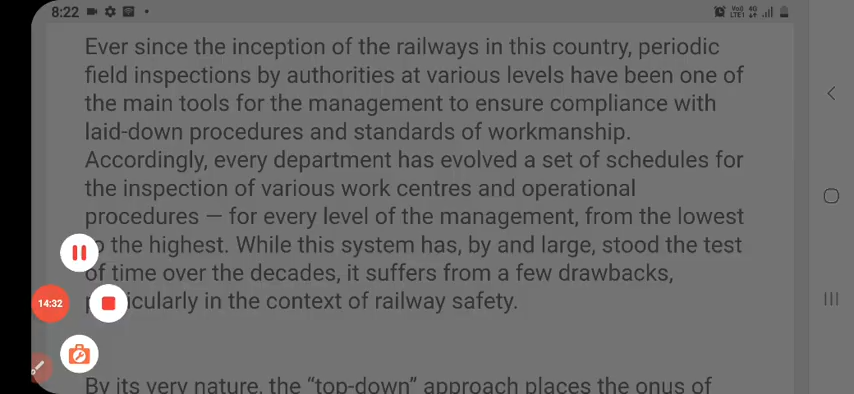 8:22
VoD 4G
LTE1
Ever since the inception of the railways in this country, periodic
field inspections by authorities at various levels have been one of
the main tools for the management to ensure compliance with
laid-down procedures and standards of workmanship.
Accordingly, every department has evolved a set of schedules for
the inspection of various work centres and operational
procedures — for every level of the management, from the lowest
to the highest. While this system has, by and large, stood the test
of time over the decades, it suffers from a few drawbacks,
particularly in the context of railway safety.
14:32
By its very nature, the “top-down” approach places the onus of